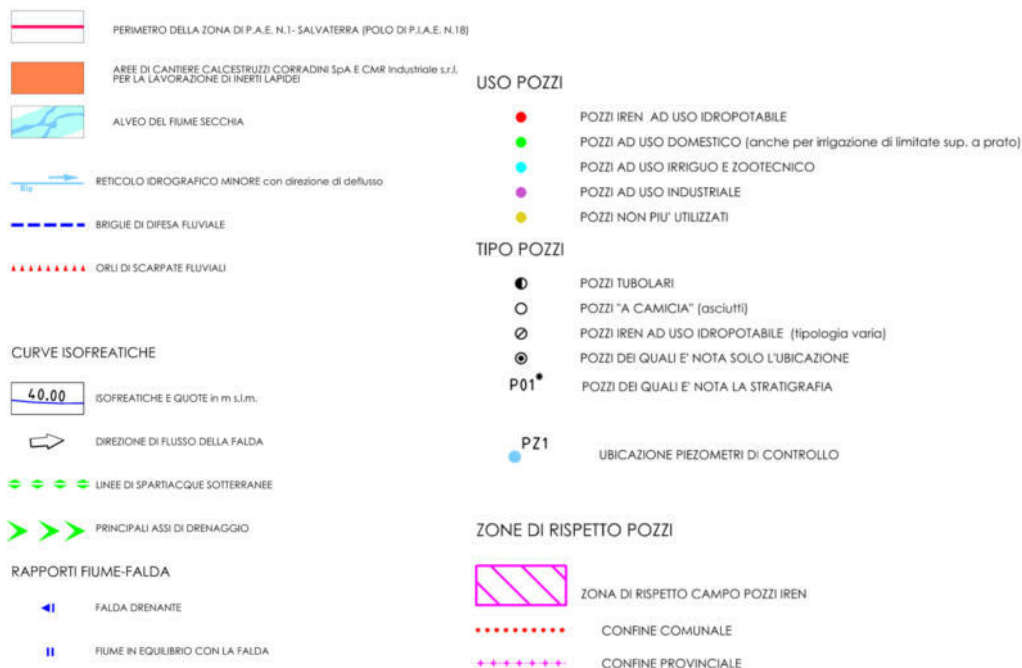 PERIMETRO DELLA ZONA DI P.A.E. N.1- SALVATERRA (POLO DI P.I.A.E. N.18)
AREE DI CANTIERE CALCESTRUZZI CORRADINI SpA E CMR Industriale s.r.l.
PER LA LAVORAZIONE DI INERTI LAPIDEI
ALVEO DEL FIUME SECCHIA
Rio
RETICOLO IDROGRAFICO MINORE con direzione di deflusso
BRIGLIE DI DIFESA FLUVIALE
ORLI DI SCARPATE FLUVIALI
CURVE ISOFREATICHE
40.00
ISOFREATICHE E QUOTE in m s.l.m.
DIREZIONE DI FLUSSO DELLA FALDA
LINEE DI SPARTIACQUE SOTTERRANEE
PRINCIPALI ASSI DI DRENAGGIO
RAPPORTI FIUME-FALDA
FALDA DRENANTE
FIUME IN EQUILIBRIO CON LA FALDA
USO POZZI
POZZI IREN AD USO IDROPOTABILE
POZZI AD USO DOMESTICO (anche per irrigazione di limitate sup. a prato)
POZZI AD USO IRRIGUO E ZOOTECNICO
POZZI AD USO INDUSTRIALE
POZZI NON PIU' UTILIZZATI
TIPO POZZI
POZZI TUBOLARI
POZZI "A CAMICIA" (asciutti)
POZZI IREN AD USO IDROPOTABILE (tipologia varia)
POZZI DEI QUALI E' NOTA SOLO L'UBICAZIONE
P01*
POZZI DEI QUALI E' NOTA LA STRATIGRAFIA
PZ1
UBICAZIONE PIEZOMETRI DI CONTROLLO
ZONE DI RISPETTO POZZI
ZONA DI RISPETTO CAMPO POZZI IREN
CONFINE COMUNALE
CONFINE PROVINCIALE